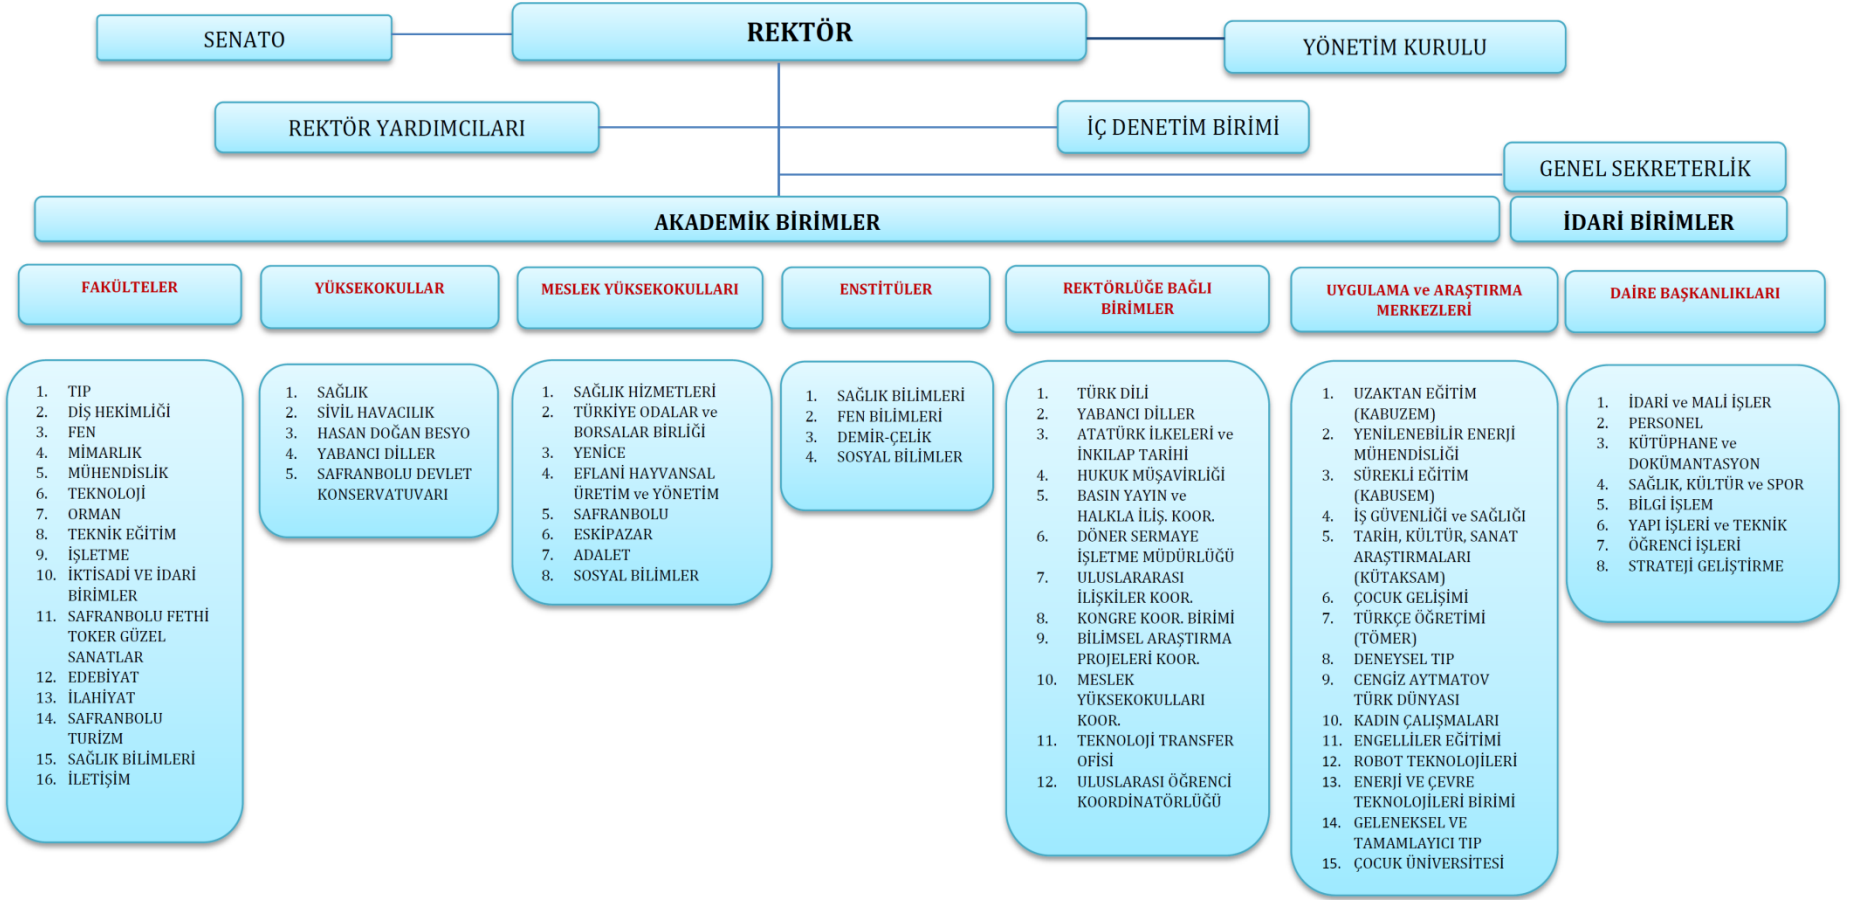 SENATO
REKTÖR
YÖNETİM KURULU
REKTÖR YARDIMCILARI
İÇ DENETİM BİRİMİ
GENEL SEKRETERLİK
AKADEMİK BİRİMLER
İDARİ BİRİMLER
FAKÜLTELER
1. TIP
2. DİŞ HEKİMLİĞİ
3. FEN
4. MİMARLIK
5. MÜHENDİSLİK
6. TEKNOLOJİ
7. ORMAN
8. TEKNİK EĞİTİM
9. İŞLETME
10. İKTİSADİ VE İDARİ
BİRİMLER
11. SAFRANBOLU FETHİ
TOKER GÜZEL
SANATLAR
12. EDEBİYAT
13. İLAHİYAT
14. SAFRANBOLU
TURİZM
15. SAĞLIK BİLİMLERİ
16. İLETİŞİM
YÜKSEKOKULLAR
1. SAĞLIK
2. SİVİL HAVACILIK
3. HASAN DOĞAN BESYO
4. YABANCI DİLLER
5. SAFRANBOLU DEVLET
KONSERVATUVARI
MESLEK YÜKSEKOKULLARI
1. SAĞLIK HİZMETLERİ
2. TÜRKİYE ODALAR ve
BORSALAR BİRLİĞİ
3. YENİCE
4. EFLANİ HAYVANSAL
ÜRETİM ve YÖNETİM
5. SAFRANBOLU
6. ESKİPAZAR
7. ADALET
8. SOSYAL BİLİMLER
ENSTİTÜLER
1. SAĞLIK BİLİMLERİ
2. FEN BİLİMLERİ
3. DEMİR-ÇELİK
4. SOSYAL BİLİMLER
REKTÖRLÜĞE BAĞLI
BİRİMLER
1. TÜRK DİLİ
2. YABANCI DİLLER
3. ATATÜRK İLKELERİ ve
İNKILAP TARİHİ
4. HUKUK MÜŞAVİRLİĞİ
5. BASIN YAYIN ve
HALKLA İLİŞ. KOOR.
6. DÖNER SERMAYE
İŞLETME MÜDÜRLÜĞÜ
7. ULUSLARARASI
İLİŞKİLER KOOR.
8. KONGRE KOOR. BİRİMİ
9. BİLİMSEL ARAŞTIRMA
PROJELERİ KOOR.
10. MESLEK
YÜKSEKOKULLARI
KOOR.
11. TEKNOLOJİ TRANSFER
OFİSİ
12. ULUSLARASI ÖĞRENCİ
KOORDİNATÖRLÜĞÜ
UYGULAMA ve ARAŞTIRMA
MERKEZLERİ
1. UZAKTAN EĞİTİM
(KABUZEM)
2. YENİLENEBİLİR ENERJİ
MÜHENDİSLİĞİ
3. SÜREKLİ EĞİTİM
(KABUSEM)
4. İŞ GÜVENLİĞİ ve SAĞLIĞI
5. TARİH, KÜLTÜR, SANAT
ARAŞTIRMALARI
(KÜTAKSAM)
6. ÇOCUK GELİŞİMİ
7. TÜRKÇE ÖĞRETİMİ
(TÖMER)
8. DENEYSEL TIP
9. CENGİZ AYTMATOV
TÜRK DÜNYASI
10. KADIN ÇALIŞMALARI
11. ENGELLİLER EĞİTİMİ
12. ROBOT TEKNOLOJİLERİ
13. ENERJİ VE ÇEVRE
TEKNOLOJİLERİ BİRİMİ
14. GELENEKSEL VE
TAMAMLAYICI TIP
15. ÇOCUK ÜNİVERSİTESİ
DAİRE BAŞKANLIKLARI
1. İDARİ ve MALİ İŞLER
2. PERSONEL
3. KÜTÜPHANE ve
DOKÜMANTASYON
4. SAĞLIK, KÜLTÜR ve SPOR
5. BİLGİ İŞLEM
6. YAPI İŞLERİ ve TEKNİK
7. ÖĞRENCİ İŞLERİ
8. STRATEJİ GELİŞTİRME